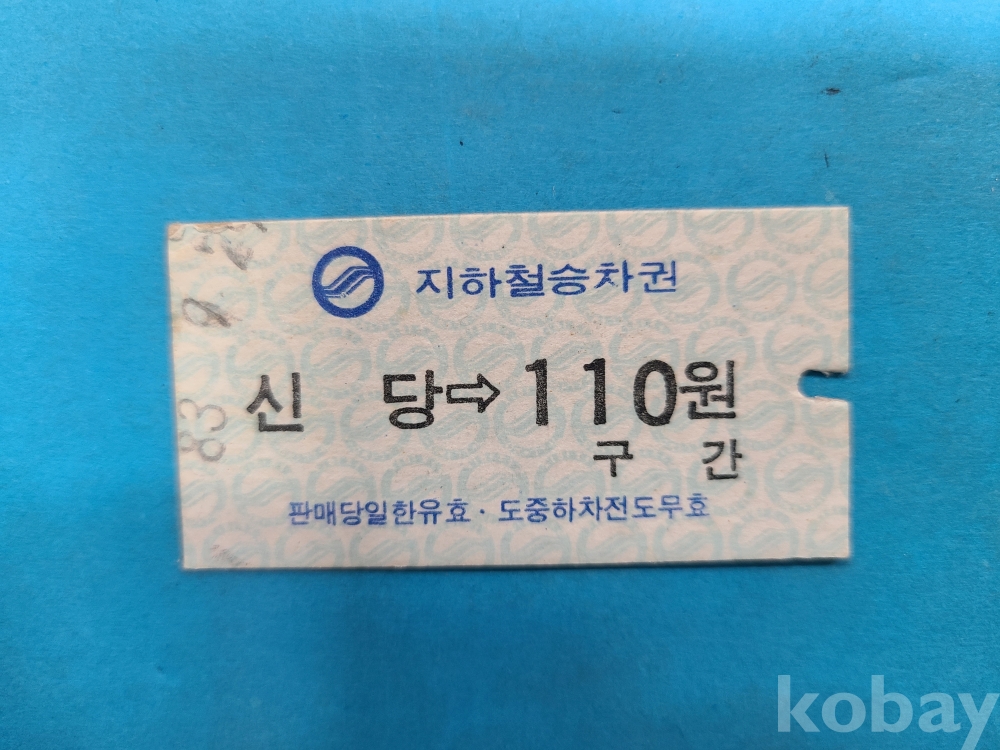 지하철승차권
신 당⇨110원
구 간
판매당일한유효·도중하차전도무효
83
kobay